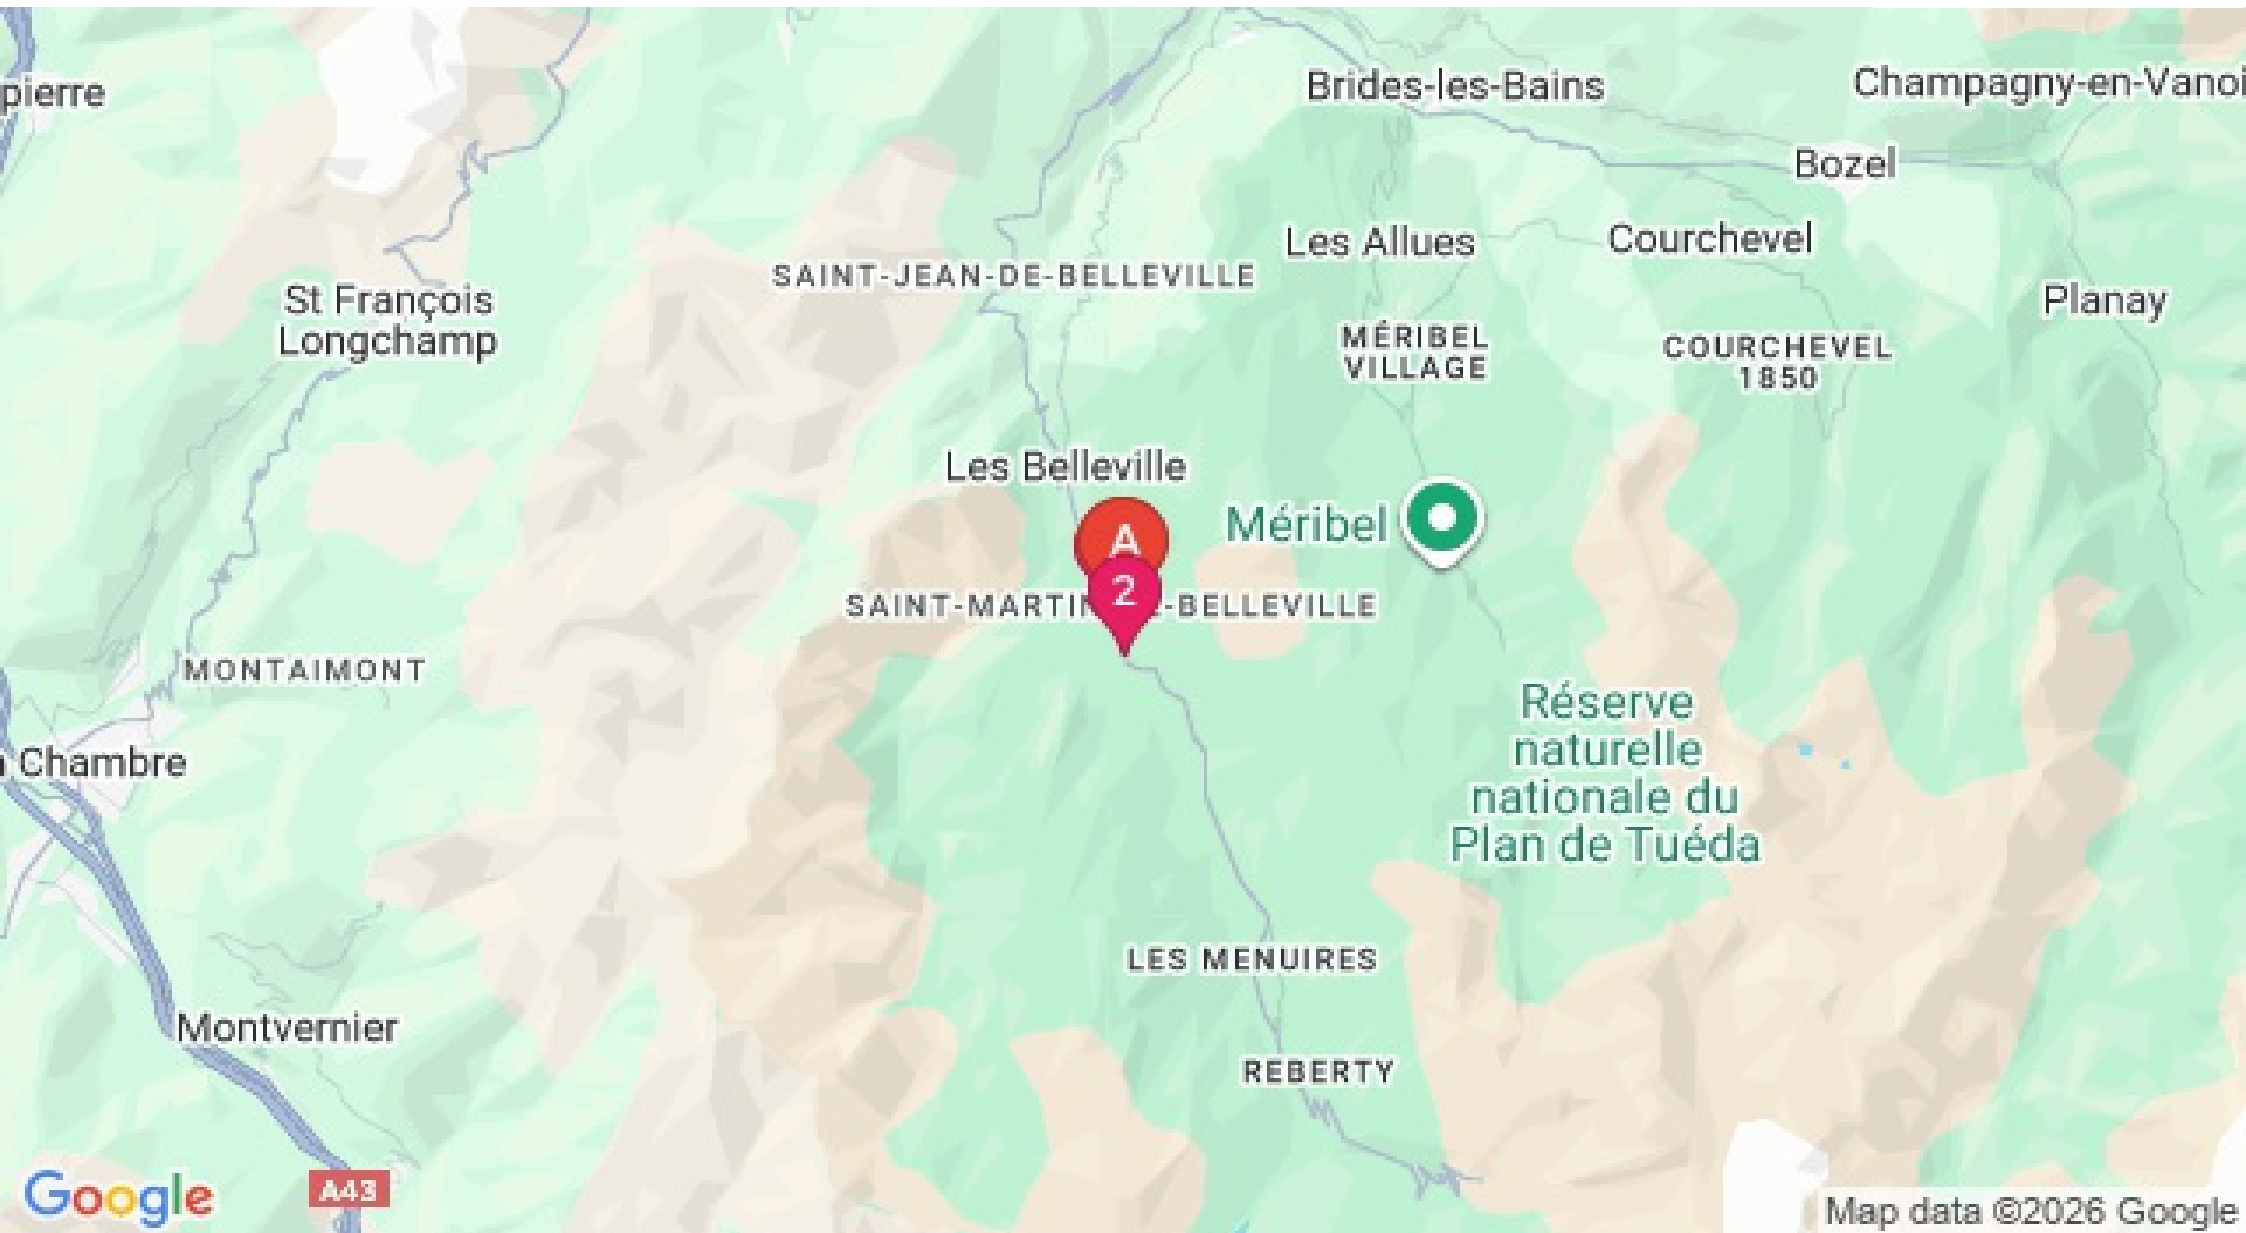 pierre
Brides-les-Bains
Champagny-en-Vanoi
Bozel
Les Allues
Courchevel
SAINT-JEAN-DE-BELLEVILLE
St François
Longchamp
Planay
MÉRIBEL
VILLAGE
COURCHEVEL
1850
Les Belleville
Méribel
A
2
SAINT-MARTIN E-BELLEVILLE
MONTAIMONT
Réserve
naturelle
nationale du
Plan de Tuéda
a Chambre
LES MENUIRES
Montvernier
REBERTY
A43
Google
Map data ©2026 Google